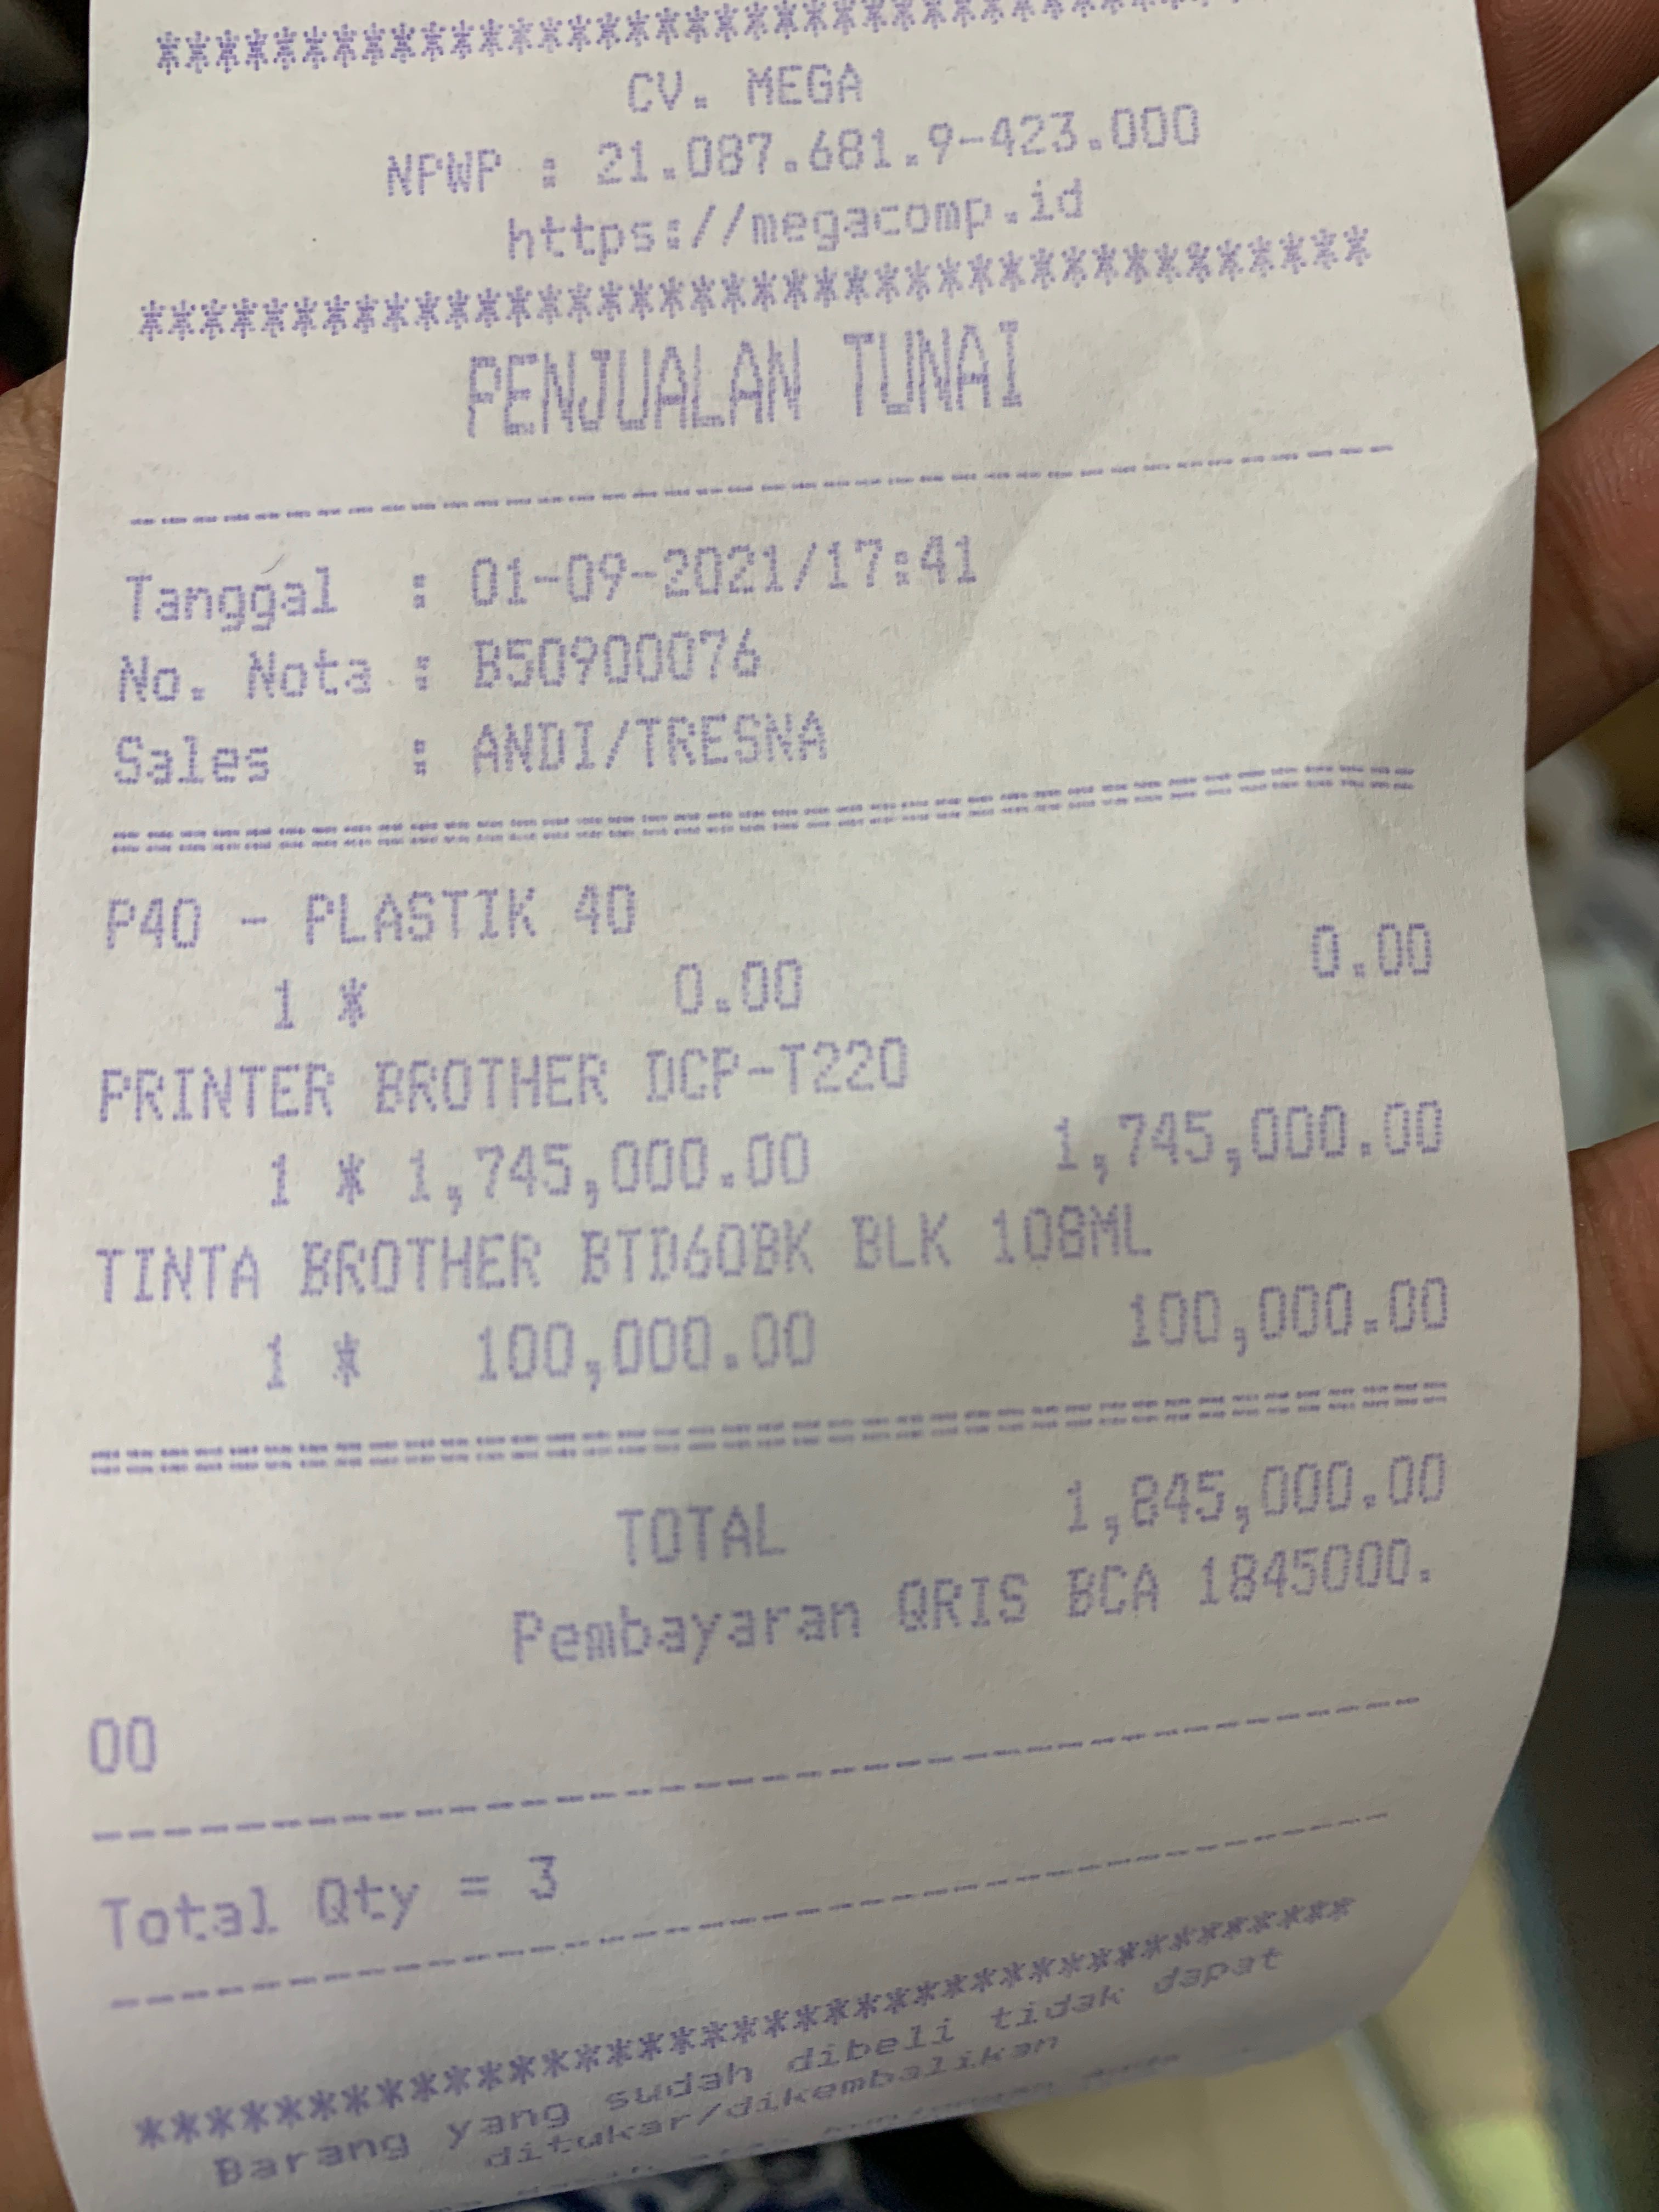 ****************************************
CV. MEGA
NPWP : 21.087.681.9-423.000
https://megacomp.id
****************************************
PENJUALAN TUNAI
----------------------------------------
Tanggal : 01-09-2021/17:41
No. Nota : B50900076
Sales : ANDI/TRESNA
========================================
P40 - PLASTIK 40
1 * 0.00 0.00
PRINTER BROTHER DCP-T220
1 * 1,745,000.00 1,745,000.00
TINTA BROTHER BTD60BK BLK 108ML
1 * 100,000.00 100,000.00
========================================
TOTAL 1,845,000.00
Pembayaran QRIS BCA 1845000.
00
----------------------------------------
Total Qty = 3
----------------------------------------
****************************************
Barang yang sudah dibeli tidak dapat
ditukar/dikembalikan